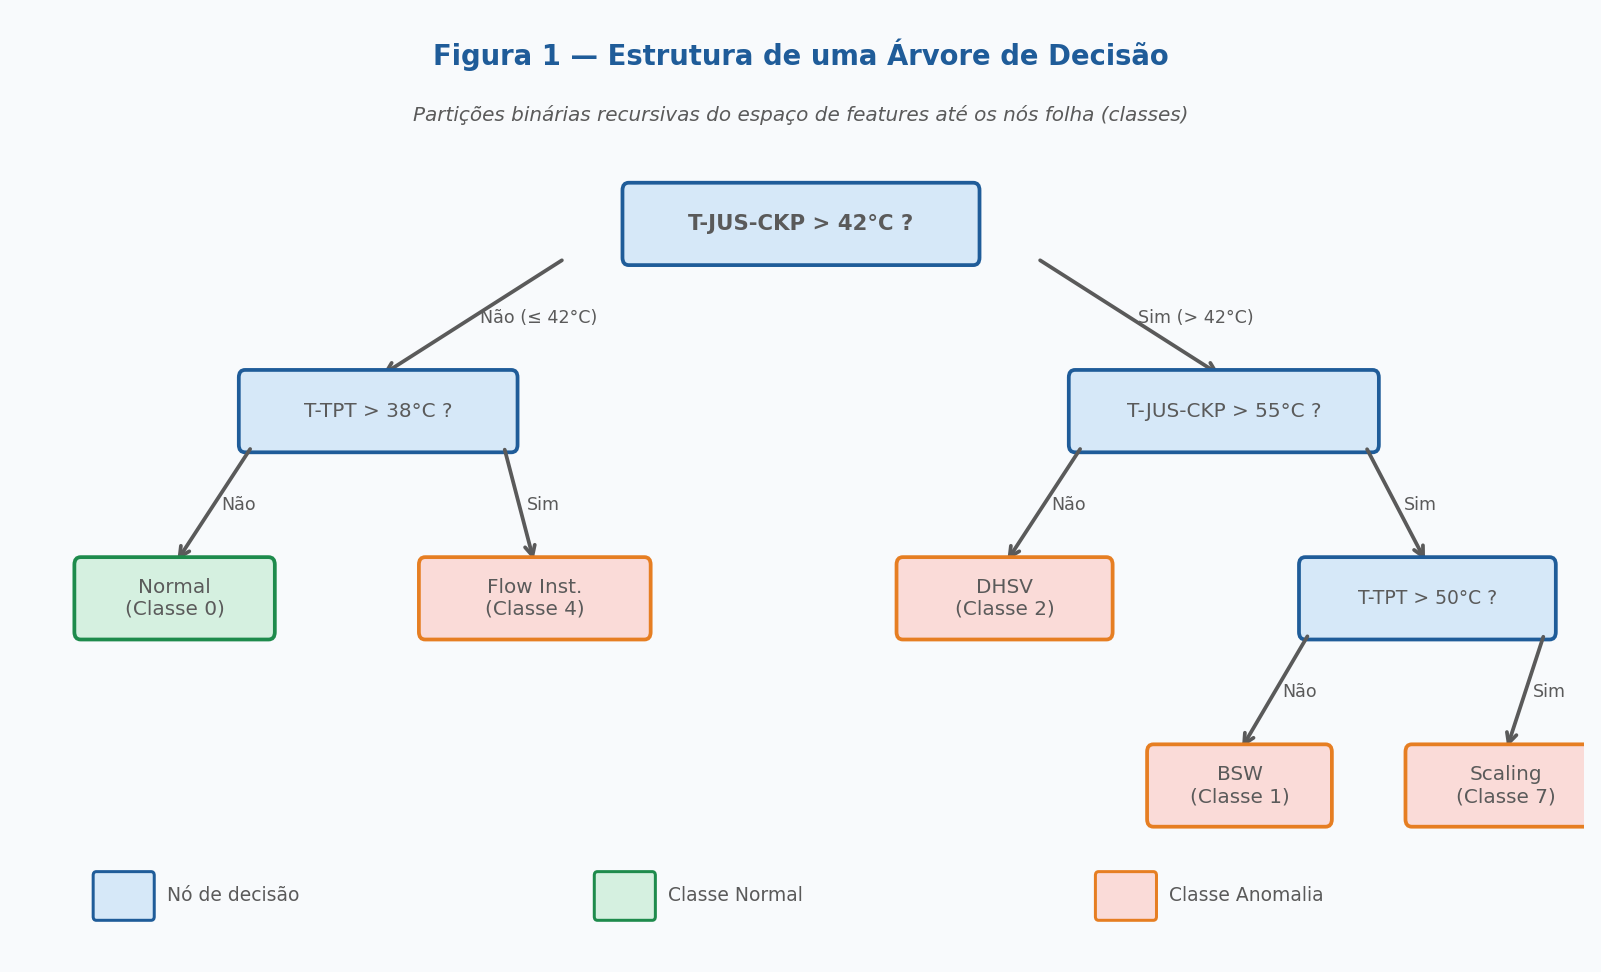 Figura 1 — Estrutura de uma Árvore de Decisão
Partições binárias recursivas do espaço de features até os nós folha (classes)
T-JUS-CKP > 42°C ?
Não (≤ 42°C)
Sim (> 42°C)
T-TPT > 38°C ?
T-JUS-CKP > 55°C ?
Não
Sim
Não
Sim
Normal
(Classe 0)
Flow Inst.
(Classe 4)
DHSV
(Classe 2)
T-TPT > 50°C ?
Não
Sim
BSW
(Classe 1)
Scaling
(Classe 7)
Nó de decisão
Classe Normal
Classe Anomalia